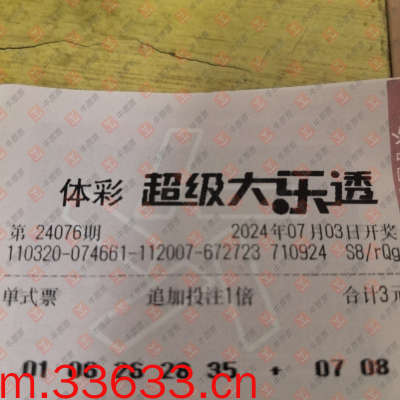 体彩 超级大乐透
第 24076期 2024年07月03日开奖
110320-074661-112007-672723 710924 S8/rQg
单式票 追加投注1倍 合计3元
01 06 26 28 35 + 07 08
m.33633.cn